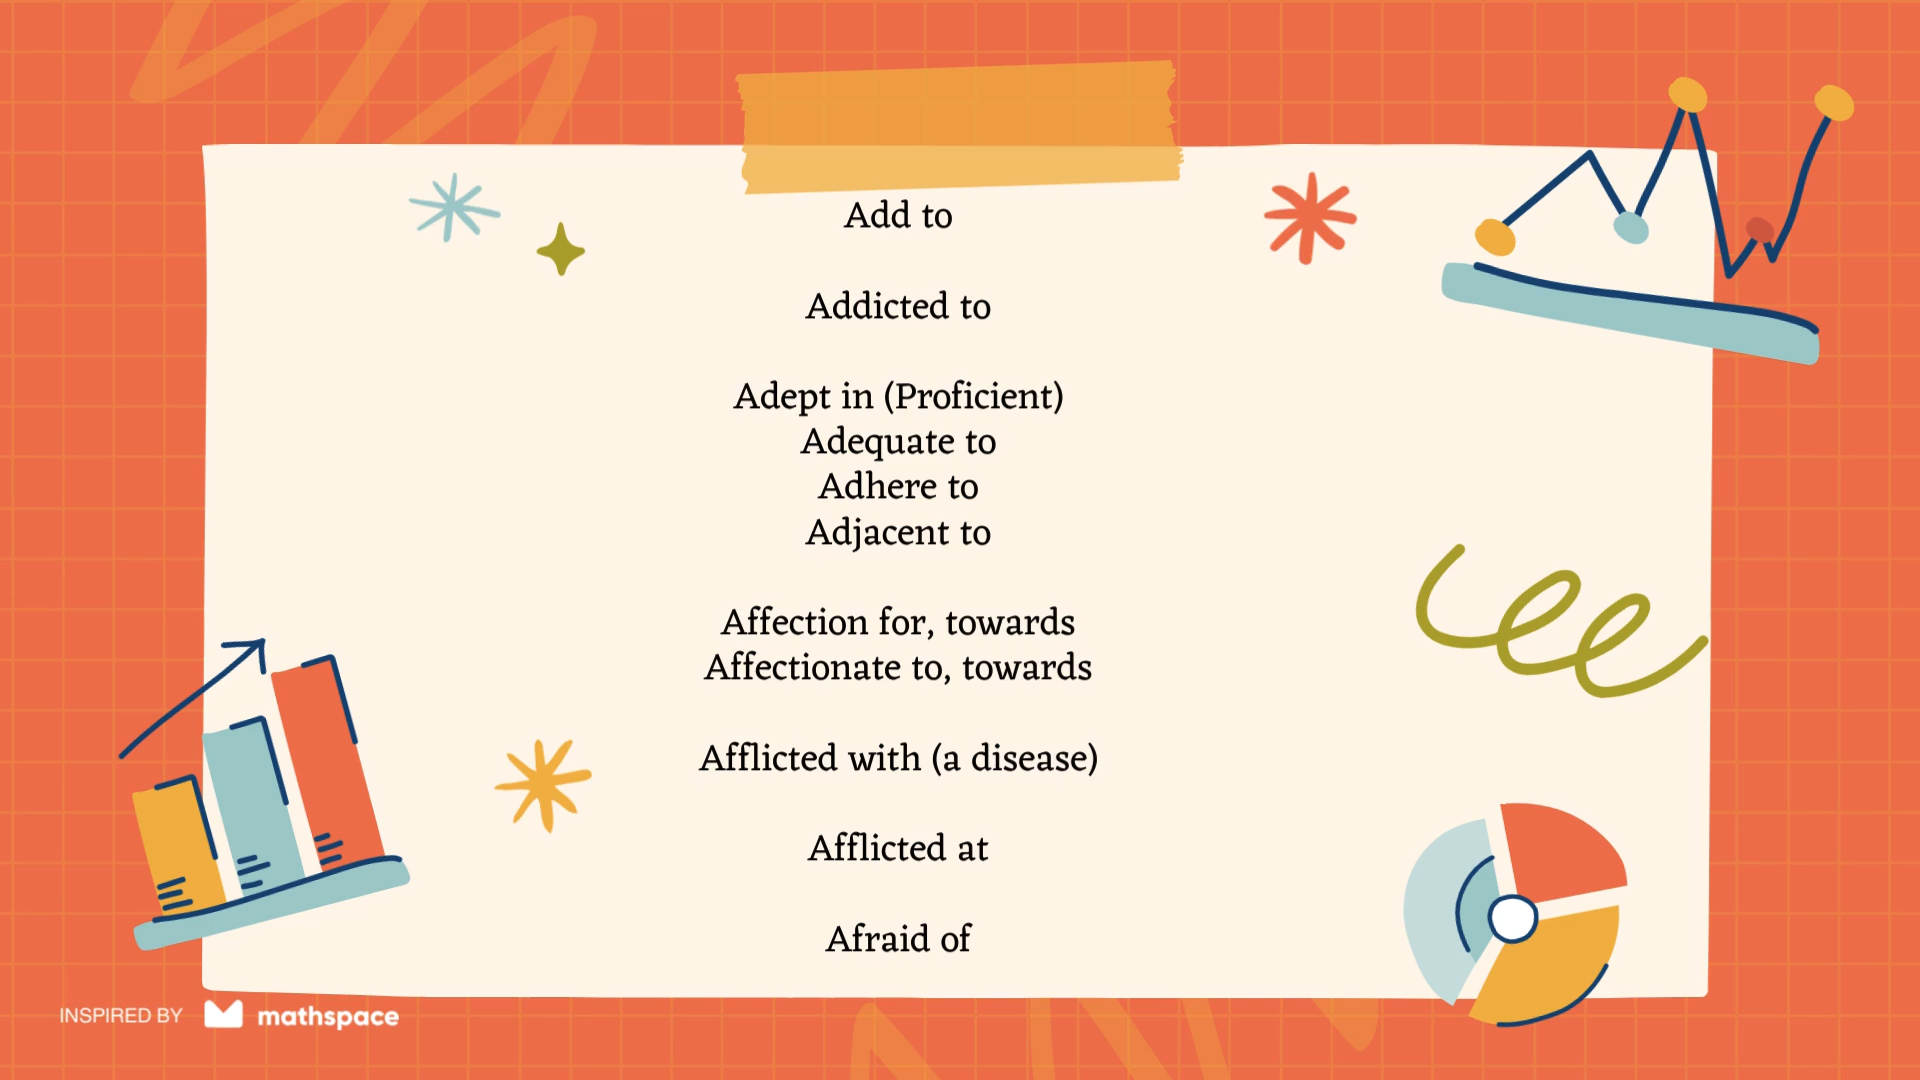 Add to
Addicted to
Adept in (Proficient)
Adequate to
Adhere to
Adjacent to
Affection for, towards
Affectionate to, towards
Afflicted with (a disease)
Afflicted at
Afraid of
INSPIRED BY mathspace